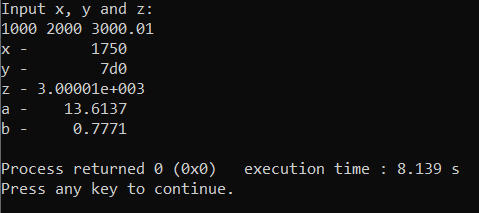 Input x, y and z:
1000 2000 3000.01
x - 1750
y - 7d0
z - 3.00001e+003
a - 13.6137
b - 0.7771
Process returned 0 (0x0) execution time : 8.139 s
Press any key to continue.